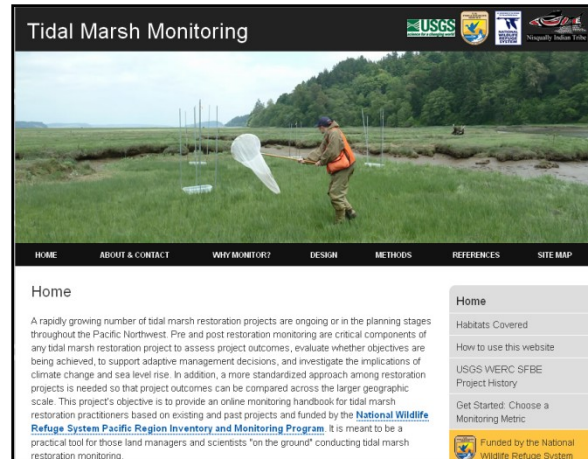 Tidal Marsh Monitoring
USGS
science for a changing world
NATIONAL
WILDLIFE
REFUGE
SYSTEM
Nisqually Indian Tribe
HOME ABOUT & CONTACT WHY MONITOR? DESIGN METHODS REFERENCES SITE MAP
Home
A rapidly growing number of tidal marsh restoration projects are ongoing or in the planning stages
throughout the Pacific Northwest. Pre and post restoration monitoring are critical components of
any tidal marsh restoration project to assess project outcomes, evaluate whether objectives are
being achieved, to support adaptive management decisions, and investigate the implications of
climate change and sea level rise. In addition, a more standardized approach among restoration
projects is needed so that project outcomes can be compared across the larger geographic
scale. This project's objective is to provide an online monitoring handbook for tidal marsh
restoration practitioners based on existing and past projects and funded by the National Wildlife
Refuge System Pacific Region Inventory and Monitoring Program. It is meant to be a
practical tool for those land managers and scientists "on the ground" conducting tidal marsh
restoration monitoring.
Home
Habitats Covered
How to use this website
USGS WERC SFBE
Project History
Get Started: Choose a
Monitoring Metric
Funded by the National
Wildlife Refuge System